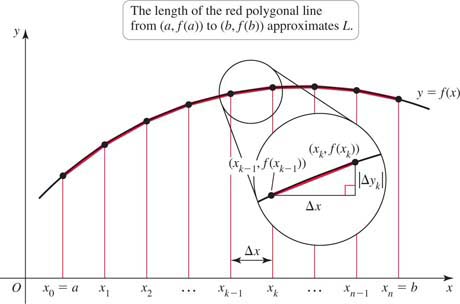 The length of the red polygonal line
from (a, f(a)) to (b, f(b)) approximates L.
y
y = f(x)
(x_{k−1}, f(x_{k−1}))
(x_k, f(x_k))
|Δy_k|
Δx
Δx
O
x_0 = a
x_1
x_2
…
x_{k−1}
x_k
…
x_{n−1}
x_n = b
x